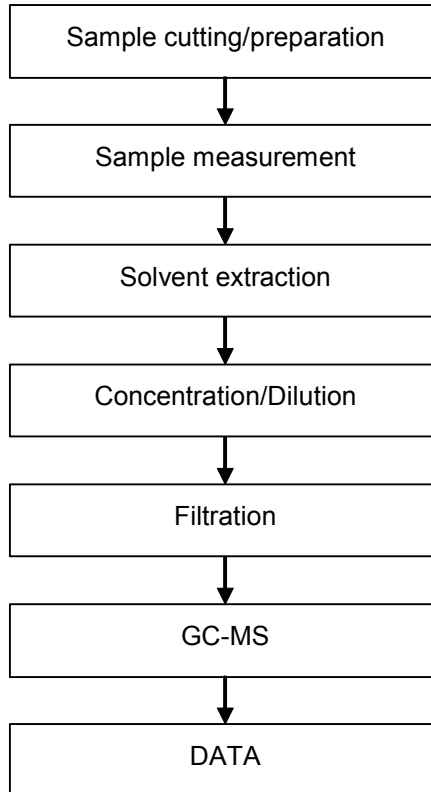 Sample cutting/preparation
Sample measurement
Solvent extraction
Concentration/Dilution
Filtration
GC-MS
DATA